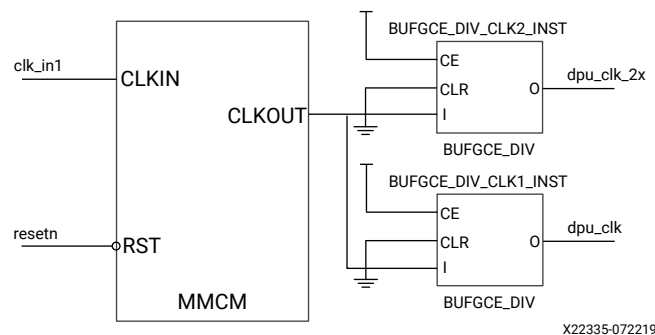 clk_in1
CLKIN
CLKOUT
resetn
RST
MMCM
BUFGCE_DIV_CLK2_INST
CE
CLR
I
O
dpu_clk_2x
BUFGCE_DIV
BUFGCE_DIV_CLK1_INST
CE
CLR
I
O
dpu_clk
BUFGCE_DIV
X22335-072219